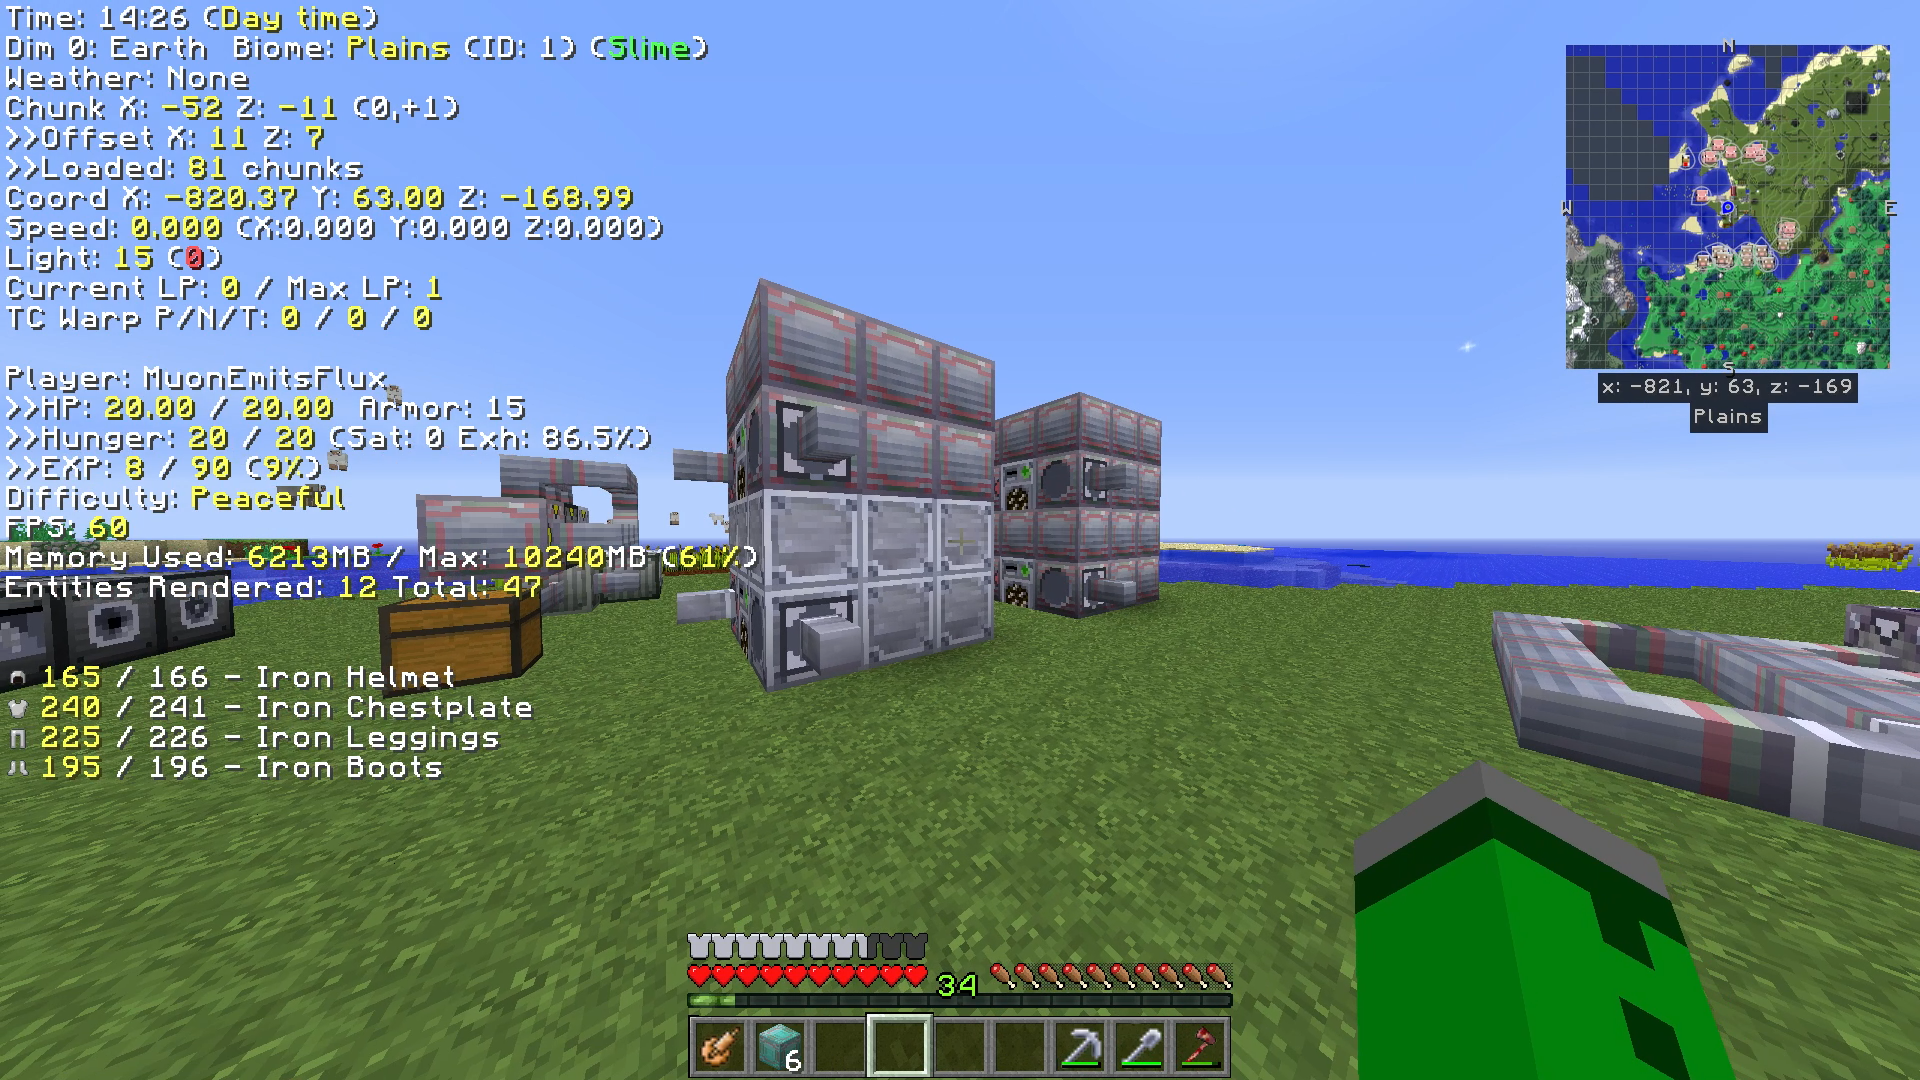 Time: 14:26 (Day time)
Dim 0: Earth Biome: Plains (ID: 1) (Slime)
Weather: None
Chunk X: -52 Z: -11 (0,+1)
>>Offset X: 11 Z: 7
>>Loaded: 81 chunks
Coord X: -820.37 Y: 63.00 Z: -168.99
Speed: 0.000 (X:0.000 Y:0.000 Z:0.000)
Light: 15 (0)
Current LP: 0 / Max LP: 1
TC Warp P/N/T: 0 / 0 / 0
Player: MuonEmitsFlux
>>HP: 20.00 / 20.00 Armor: 15
>>Hunger: 20 / 20 (Sat: 0 Exh: 86.5%)
>>EXP: 8 / 90 (9%)
Difficulty: Peaceful
FPS: 60
Memory Used: 6213MB / Max: 10240MB (61%)
Entities Rendered: 12 Total: 47
165 / 166 - Iron Helmet
240 / 241 - Iron Chestplate
225 / 226 - Iron Leggings
195 / 196 - Iron Boots
N
W
E
S
x: -821, y: 63, z: -169
Plains
34
6